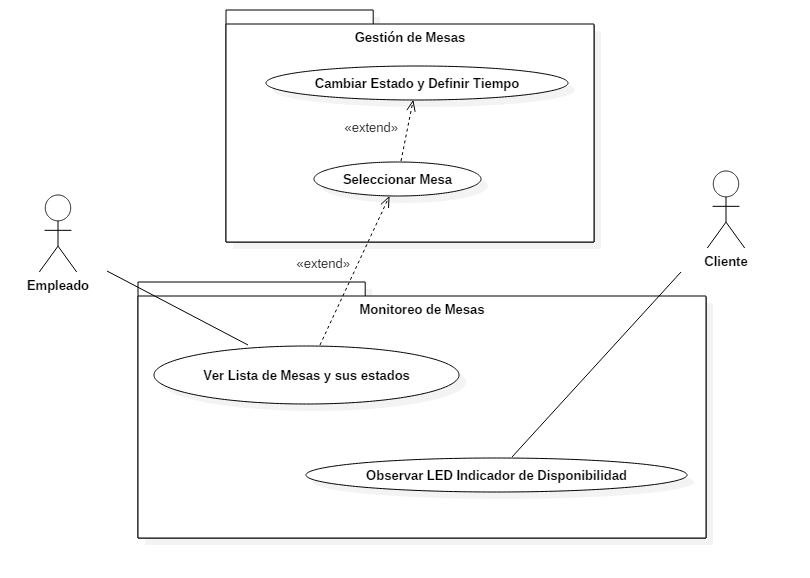 Gestión de Mesas
Cambiar Estado y Definir Tiempo
«extend»
Seleccionar Mesa
Cliente
«extend»
Empleado
Monitoreo de Mesas
Ver Lista de Mesas y sus estados
Observar LED Indicador de Disponibilidad